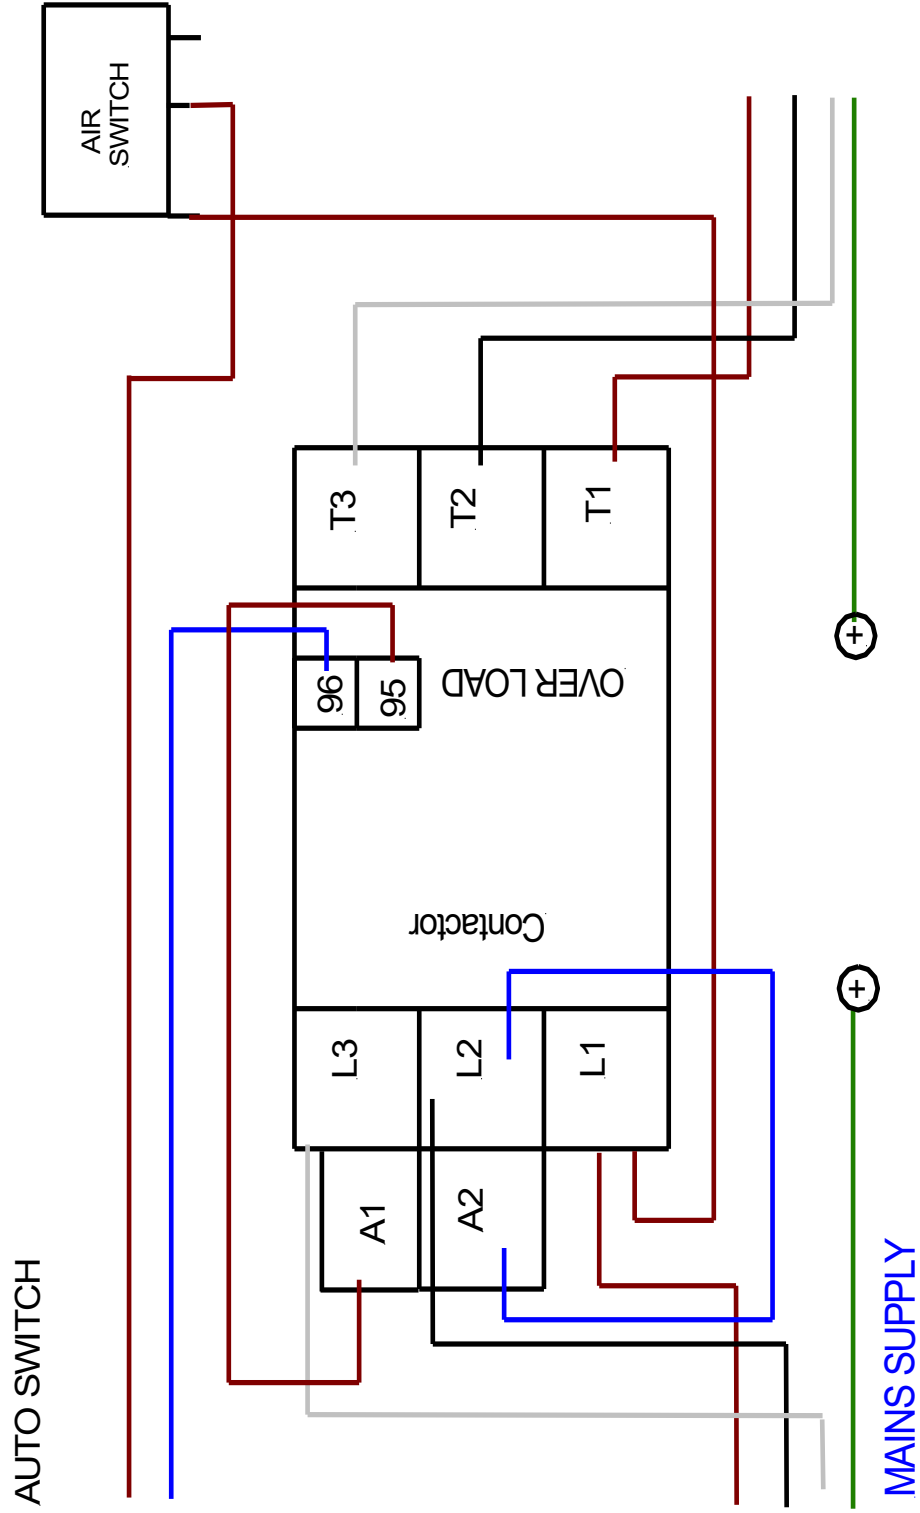 AIR
SWITCH
T3
T2
T1
96
95
OVER LOAD
Contactor
L3
L2
L1
A1
A2
+
+
AUTO SWITCH
MAINS SUPPLY